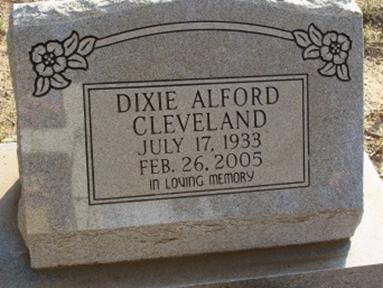 DIXIE ALFORD
CLEVELAND
JULY 17, 1933
FEB. 26, 2005
IN LOVING MEMORY